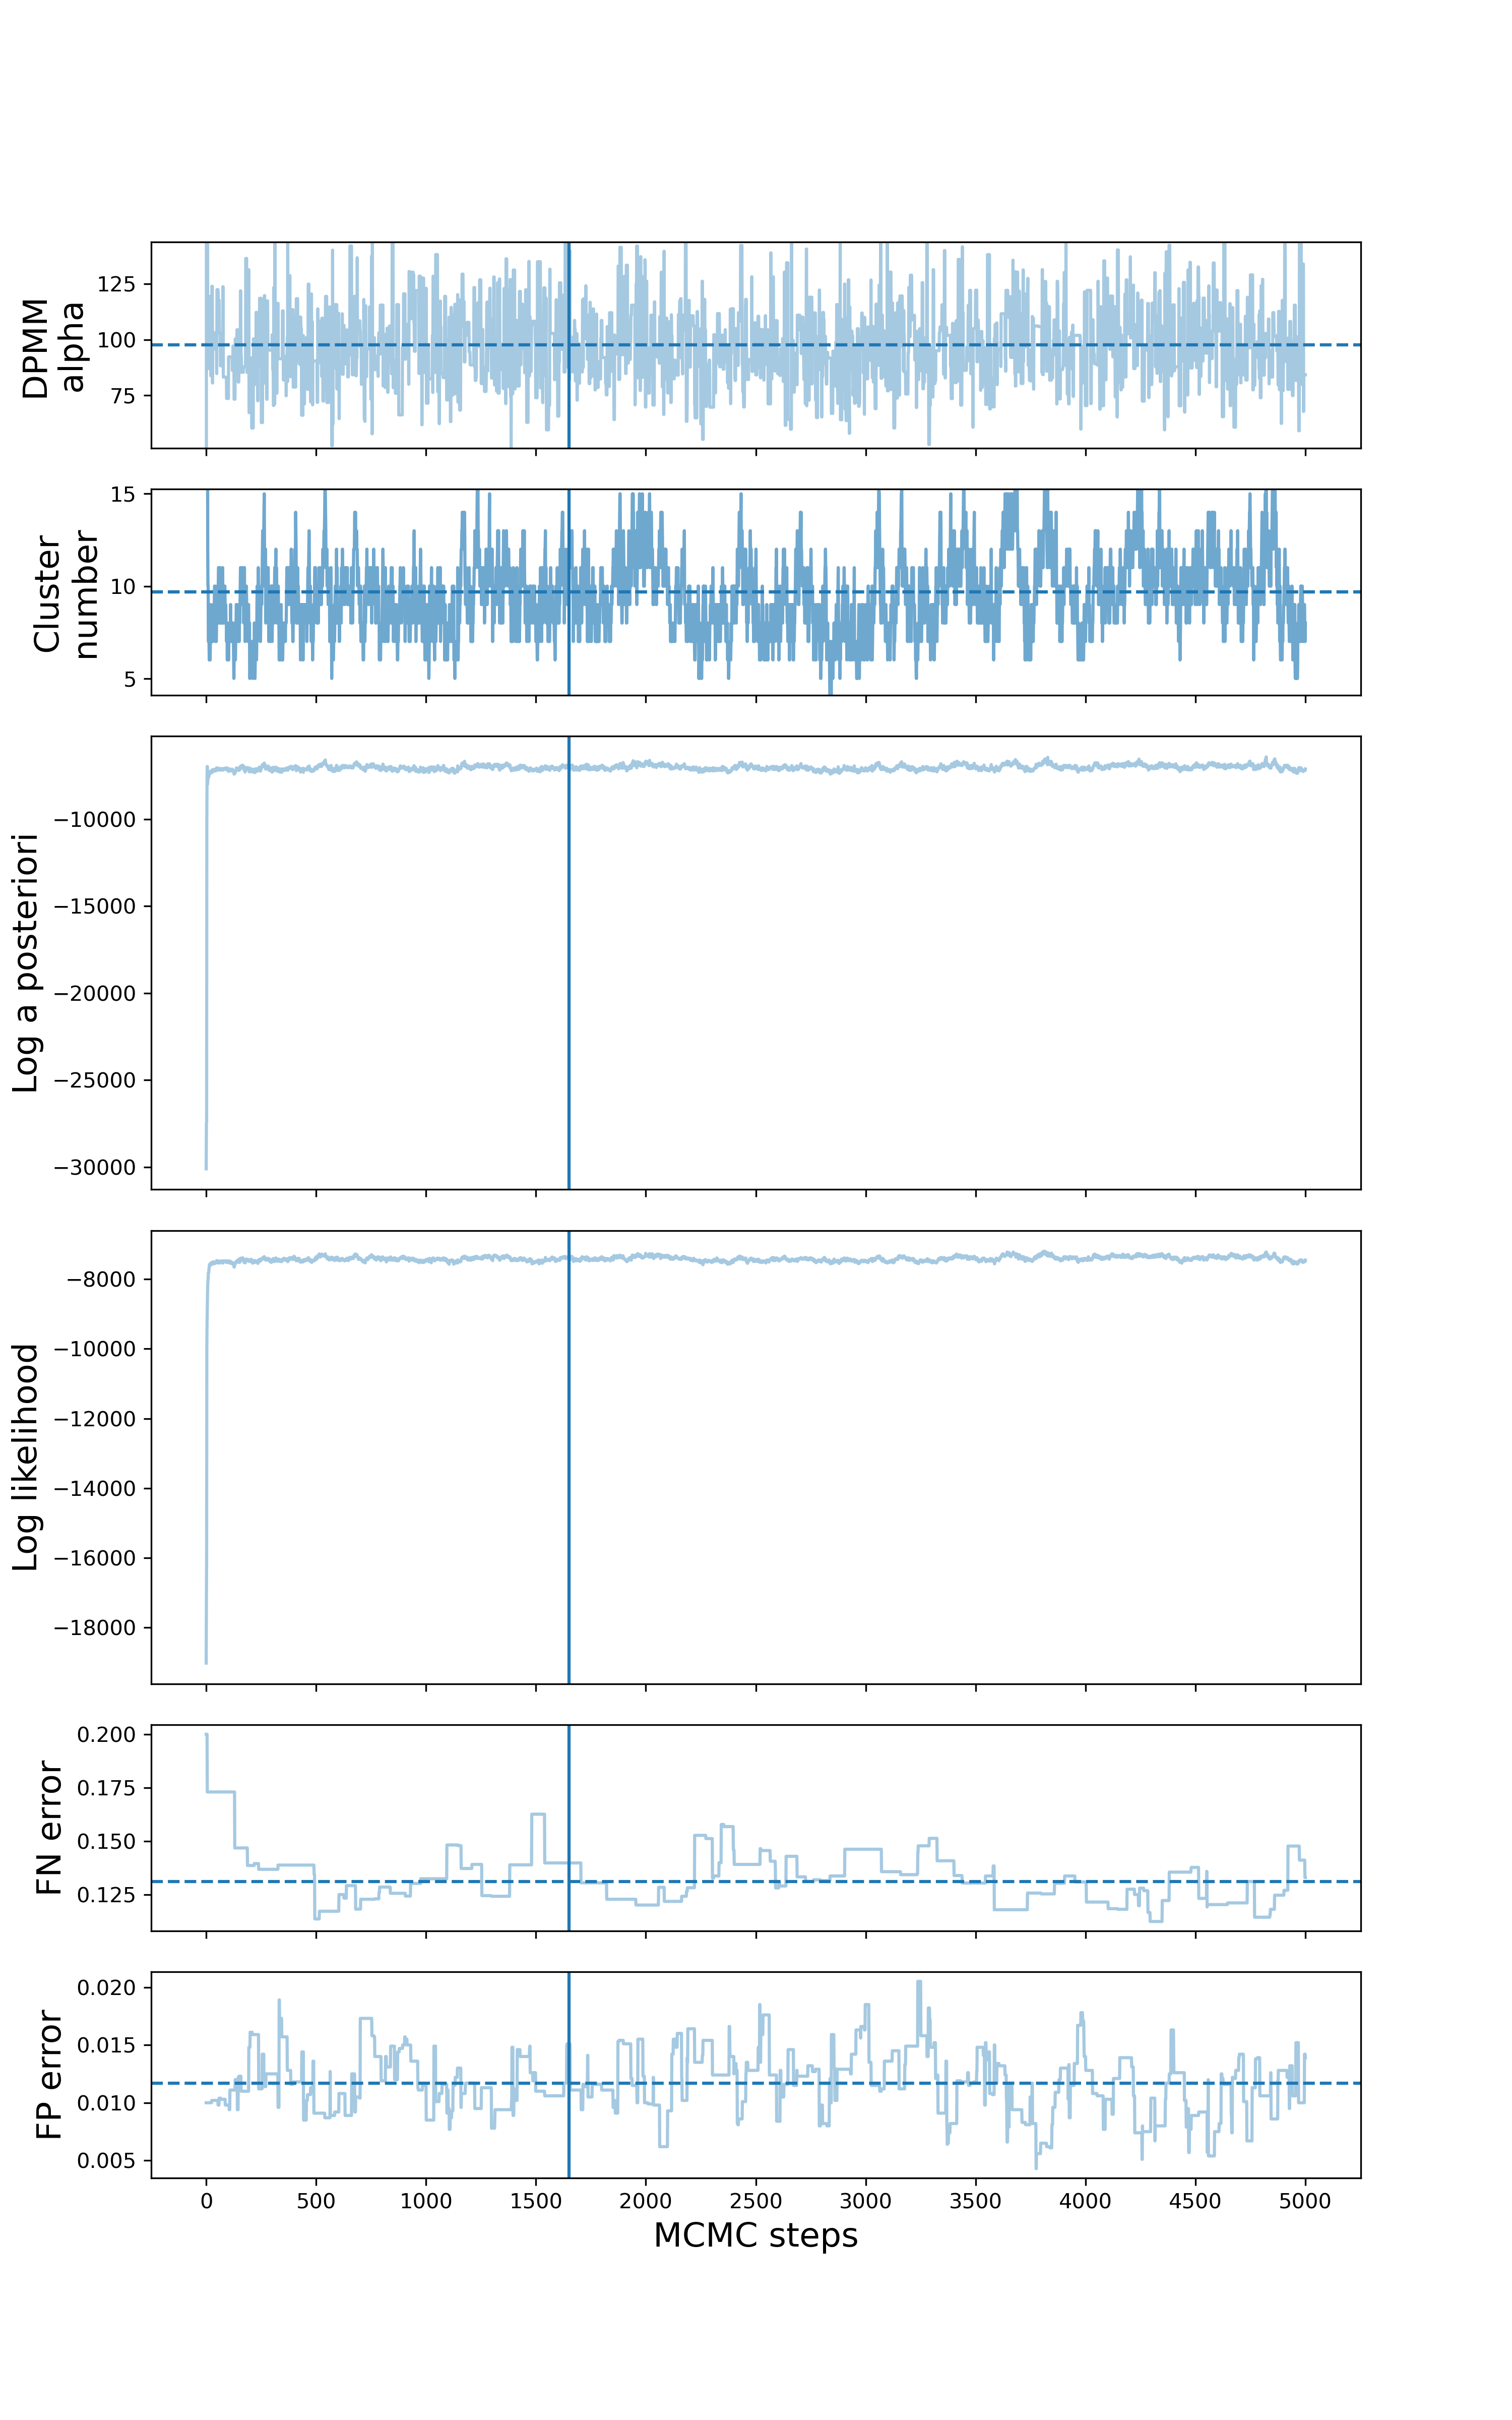 DPMM
alpha
125
100
75
Cluster
number
15
10
5
Log a posteriori
−10000
−15000
−20000
−25000
−30000
Log likelihood
−8000
−10000
−12000
−14000
−16000
−18000
FN error
0.200
0.175
0.150
0.125
FP error
0.020
0.015
0.010
0.005
0 500 1000 1500 2000 2500 3000 3500 4000 4500 5000
MCMC steps